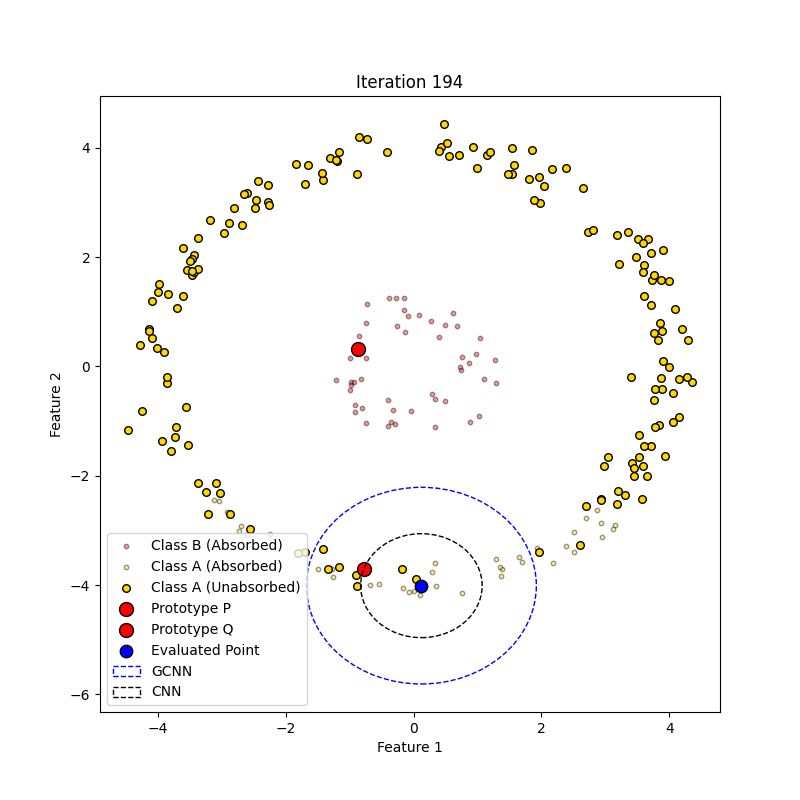 Iteration 194
Feature 2
4
2
0
−2
−4
−6
Class B (Absorbed)
Class A (Absorbed)
Class A (Unabsorbed)
Prototype P
Prototype Q
Evaluated Point
GCNN
CNN
−4
−2
0
2
4
Feature 1